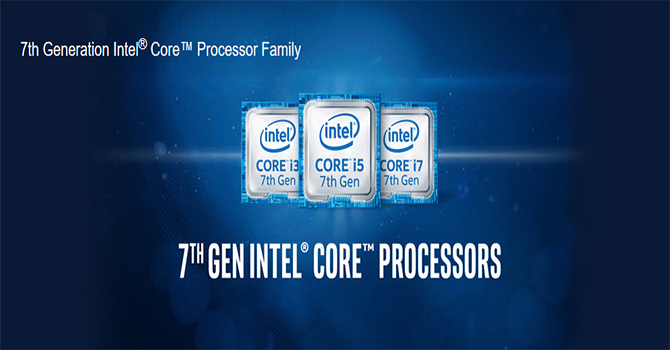 7th Generation Intel® Core™ Processor Family
intel CORE i3 7th Gen
intel CORE i5 7th Gen
intel CORE i7 7th Gen
7TH GEN INTEL® CORE™ PROCESSORS